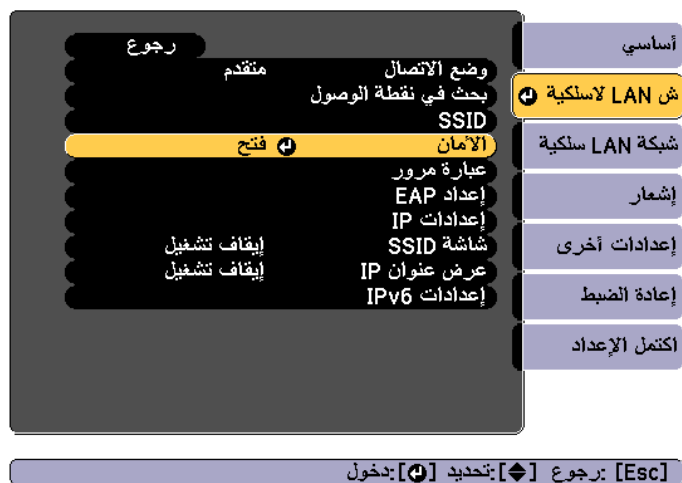 أساسي
ش LAN لاسلكية
شبكة LAN سلكية
إشعار
إعدادات أخرى
إعادة الضبط
اكتمل الإعداد
رجوع
وضع الاتصال متقدم
بحث في نقطة الوصول
SSID
الأمان فتح
عبارة مرور
إعداد EAP
إعدادات IP
شاشة SSID إيقاف تشغيل
عرض عنوان IP إيقاف تشغيل
إعدادات IPv6
[Esc] :رجوع [◆]:تحديد [↵]:دخول